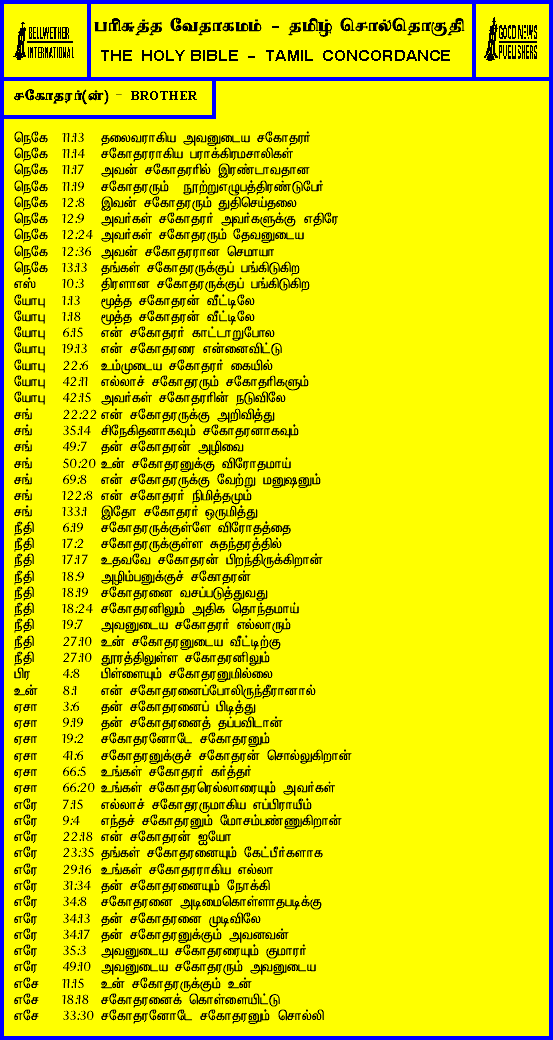 BELLWETHER
INTERNATIONAL
பரிசுத்த வேதாகமம் - தமிழ் சொல்தொகுதி
THE HOLY BIBLE - TAMIL CONCORDANCE
GOOD NEWS
PUBLISHERS
சகோதரர்(ன்) - BROTHER
நெகே 11:13 தலைவராகிய அவனுடைய சகோதரர்
நெகே 11:14 சகோதரராகிய பராக்கிரமசாலிகள்
நெகே 11:17 அவன் சகோதரரில் இரண்டாவதான
நெகே 11:19 சகோதரரும் நூற்றுஎழுபத்திரண்டுபேர்
நெகே 12:8 இவன் சகோதரரும் துதிசெய்தலை
நெகே 12:9 அவர்கள் சகோதரர் அவர்களுக்கு எதிரே
நெகே 12:24 அவர்கள் சகோதரரும் தேவனுடைய
நெகே 12:36 அவன் சகோதரரான செமாயா
நெகே 13:13 தங்கள் சகோதரருக்குப் பங்கிடுகிற
எஸ் 10:3 திரளான சகோதரருக்குப் பங்கிடுகிற
யோபு 1:13 மூத்த சகோதரன் வீட்டிலே
யோபு 1:18 மூத்த சகோதரன் வீட்டிலே
யோபு 6:15 என் சகோதரர் காட்டாறுபோல
யோபு 19:13 என் சகோதரரை என்னைவிட்டு
யோபு 22:6 உம்முடைய சகோதரர் கையில்
யோபு 42:11 எல்லாச் சகோதரரும் சகோதரிகளும்
யோபு 42:15 அவர்கள் சகோதரரின் நடுவிலே
சங் 22:22 என் சகோதரருக்கு அறிவித்து
சங் 35:14 சிநேகிதனாகவும் சகோதரனாகவும்
சங் 49:7 தன் சகோதரன் அழிவை
சங் 50:20 உன் சகோதரனுக்கு விரோதமாய்
சங் 69:8 என் சகோதரருக்கு வேற்று மனுஷனும்
சங் 122:8 என் சகோதரர் நிமித்தமும்
சங் 133:1 இதோ சகோதரர் ஒருமித்து
நீதி 6:19 சகோதரருக்குள்ளே விரோதத்தை
நீதி 17:2 சகோதரருக்குள்ள சுதந்தரத்தில்
நீதி 17:17 உதவவே சகோதரன் பிறந்திருக்கிறான்
நீதி 18:9 அழிம்பனுக்குச் சகோதரன்
நீதி 18:19 சகோதரனை வசப்படுத்துவது
நீதி 18:24 சகோதரனிலும் அதிக தொந்தமாய்
நீதி 19:7 அவனுடைய சகோதரர் எல்லாரும்
நீதி 27:10 உன் சகோதரனுடைய வீட்டிற்கு
நீதி 27:10 தூரத்திலுள்ள சகோதரனிலும்
பிர 4:8 பிள்ளையும் சகோதரனுமில்லை
உன் 8:1 என் சகோதரனைப்போலிருந்தீரானால்
ஏசா 3:6 தன் சகோதரனைப் பிடித்து
ஏசா 9:19 தன் சகோதரனைத் தப்பவிடான்
ஏசா 19:2 சகோதரனோடே சகோதரனும்
ஏசா 41:6 சகோதரனுக்குச் சகோதரன் சொல்லுகிறான்
ஏசா 66:5 உங்கள் சகோதரர் கர்த்தர்
ஏசா 66:20 உங்கள் சகோதரரெல்லாரையும் அவர்கள்
எரே 7:15 எல்லாச் சகோதரருமாகிய எப்பிராயீம்
எரே 9:4 எந்தச் சகோதரனும் மோசம்பண்ணுகிறான்
எரே 22:18 என் சகோதரன் ஐயோ
எரே 23:35 தங்கள் சகோதரனையும் கேட்பீர்களாக
எரே 29:16 உங்கள் சகோதரராகிய எல்லா
எரே 31:34 தன் சகோதரனையும் நோக்கி
எரே 34:8 சகோதரனை அடிமைகொள்ளாதபடிக்கு
எரே 34:13 தன் சகோதரனை முடிவிலே
எரே 34:17 தன் சகோதரனுக்கும் அவனவன்
எரே 35:3 அவனுடைய சகோதரரையும் குமாரர்
எரே 49:10 அவனுடைய சகோதரரும் அவனுடைய
எசே 11:15 உன் சகோதரருக்கும் உன்
எசே 18:18 சகோதரனைக் கொள்ளையிட்டு
எசே 33:30 சகோதரனோடே சகோதரனும் சொல்லி